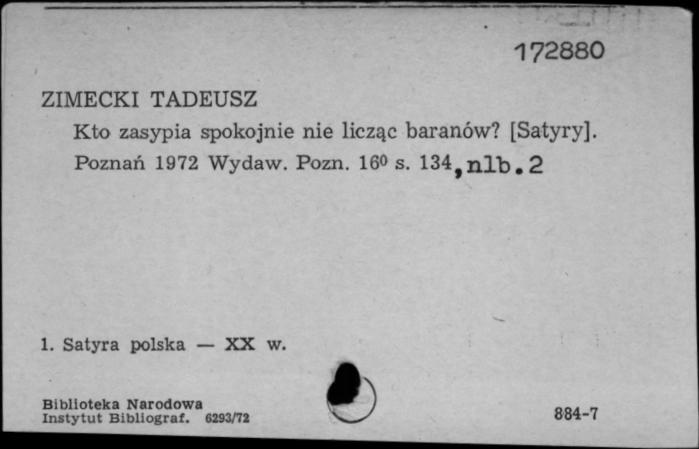 172880
ZIMECKI TADEUSZ
Kto zasypia spokojnie nie licząc baranów? [Satyry].
Poznań 1972 Wydaw. Pozn. 16⁰ s. 134, nlb. 2
1. Satyra polska — XX w.
Biblioteka Narodowa
Instytut Bibliograf. 6293/72
884-7